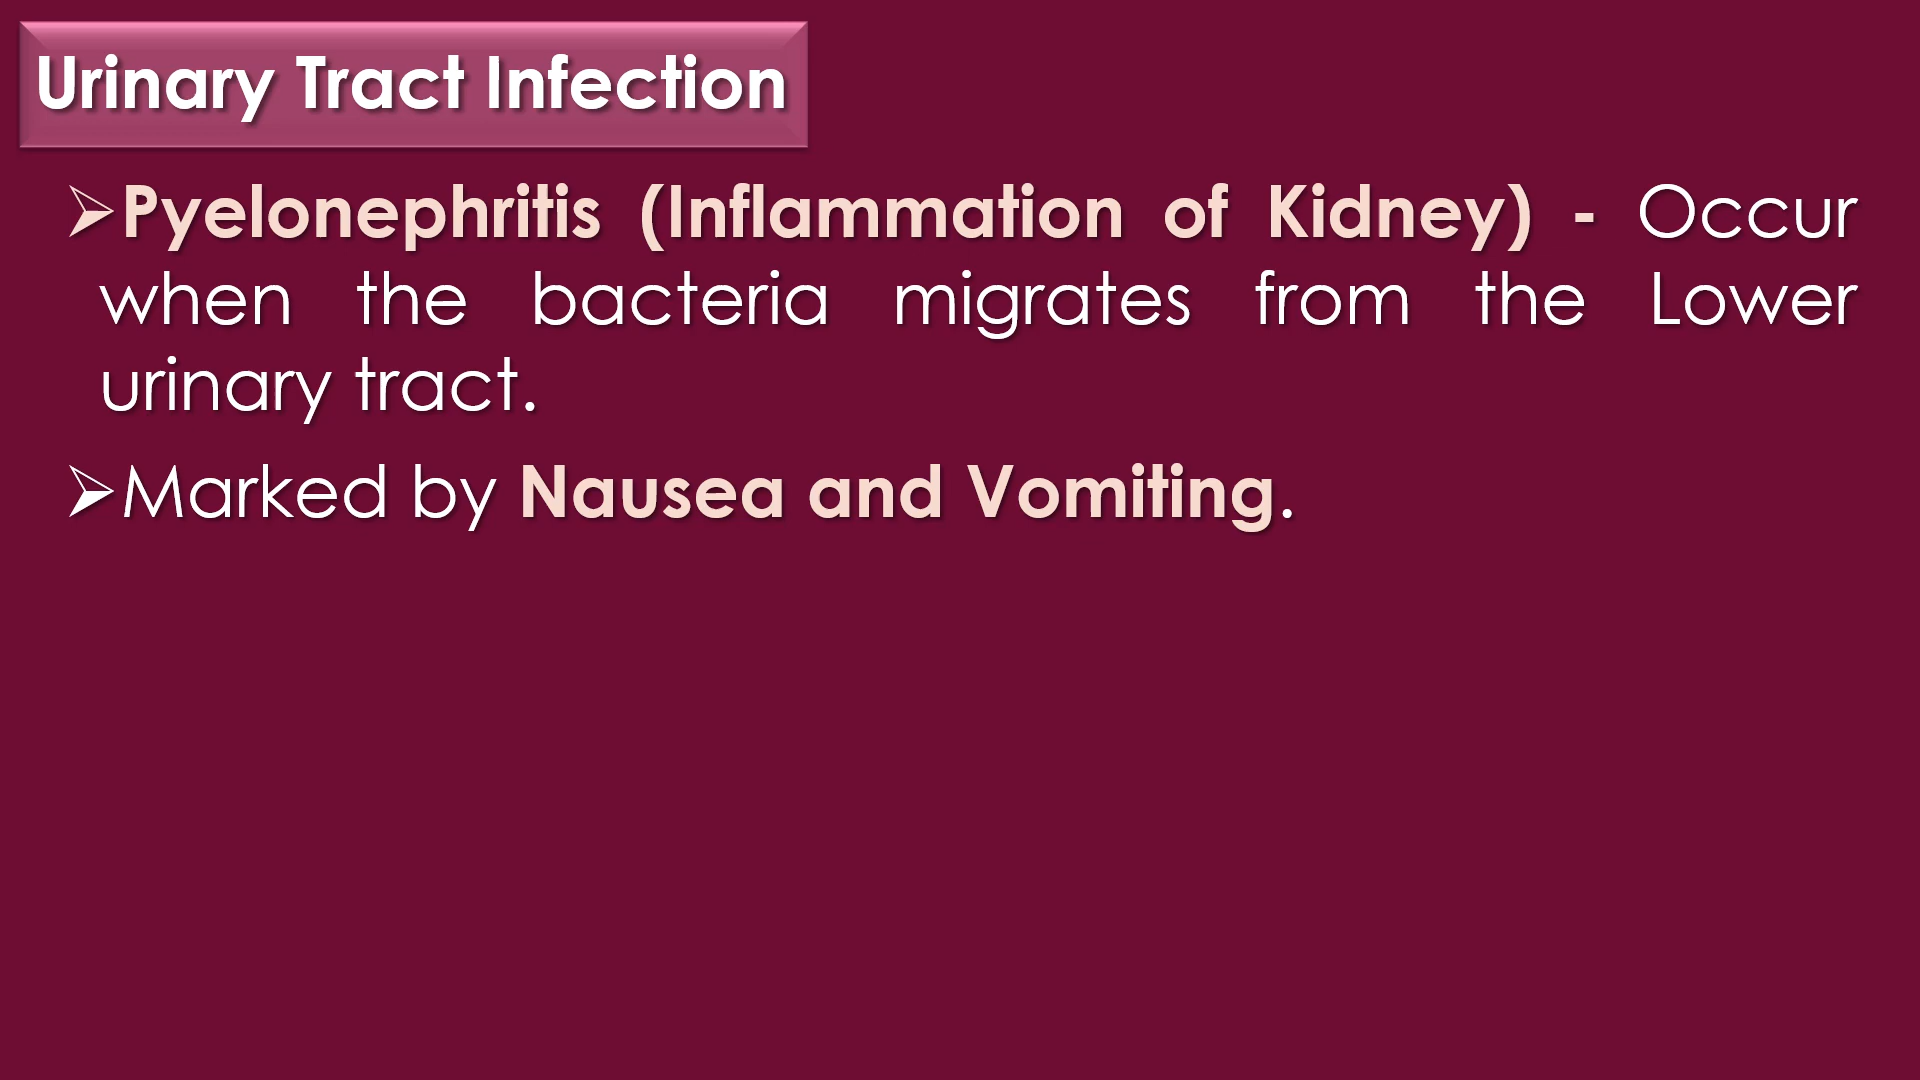 Urinary Tract Infection
➢Pyelonephritis (Inflammation of Kidney) - Occur
when the bacteria migrates from the Lower
urinary tract.
➢Marked by Nausea and Vomiting.